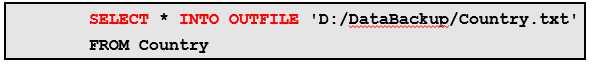 SELECT * INTO OUTFILE 'D:/DataBackup/Country.txt'
FROM Country